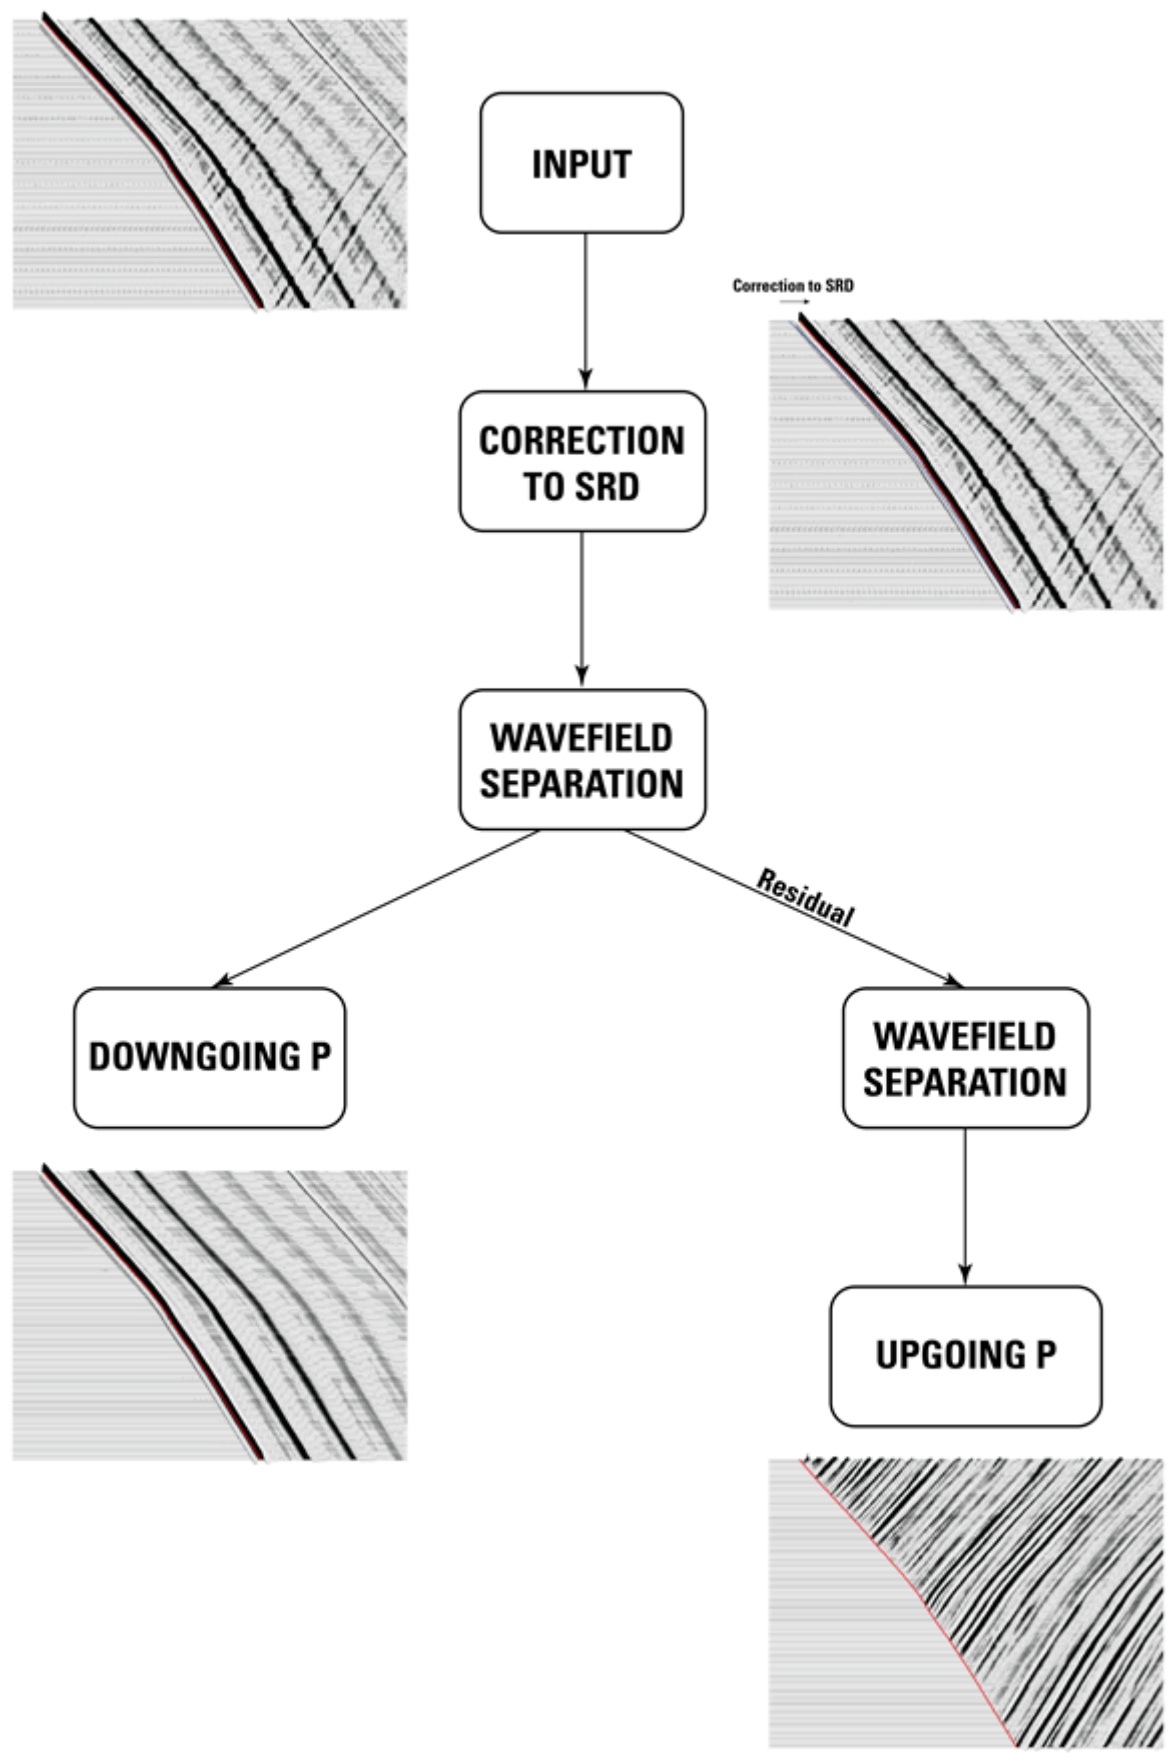 INPUT
Correction to SRD
CORRECTION
TO SRD
WAVEFIELD
SEPARATION
Residual
DOWNGOING P
WAVEFIELD
SEPARATION
UPGOING P